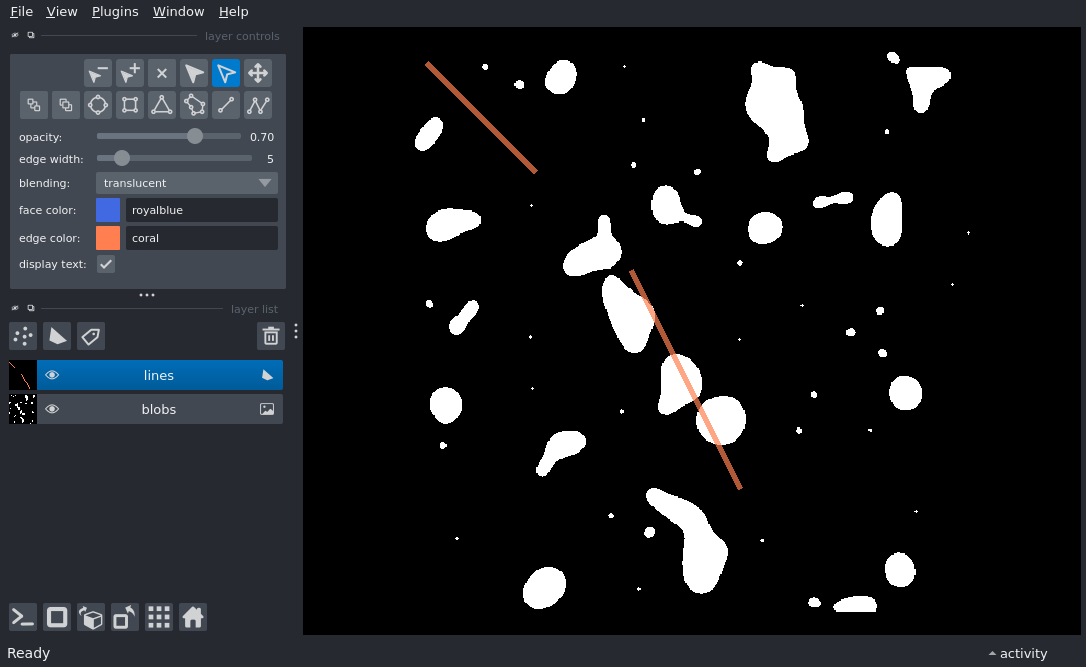 File View Plugins Window Help
layer controls
opacity: 0.70
edge width: 5
blending: translucent
face color: royalblue
edge color: coral
display text:
layer list
lines
blobs
Ready
activity